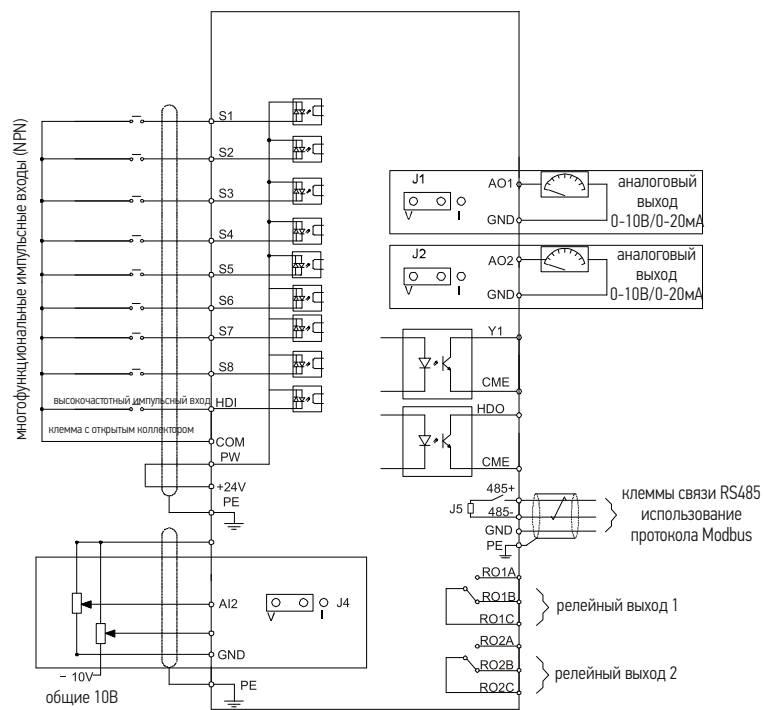 многофункциональные импульсные входы (NPN)
S1
S2
S3
S4
S5
S6
S7
S8
высокочастотный импульсный вход
HDI
клемма с открытым коллектором
COM
PW
+24V
PE
AI2
J4
V
I
GND
– 10V
PE
общие 10В
J1
V
I
AO1
GND
аналоговый
выход
0-10В/0-20мА
J2
V
I
AO2
GND
аналоговый
выход
0-10В/0-20мА
Y1
CME
HDO
CME
485+
J5
485-
GND
PE
клеммы связи RS485
использование
протокола Modbus
RO1A
RO1B
RO1C
релейный выход 1
RO2A
RO2B
RO2C
релейный выход 2